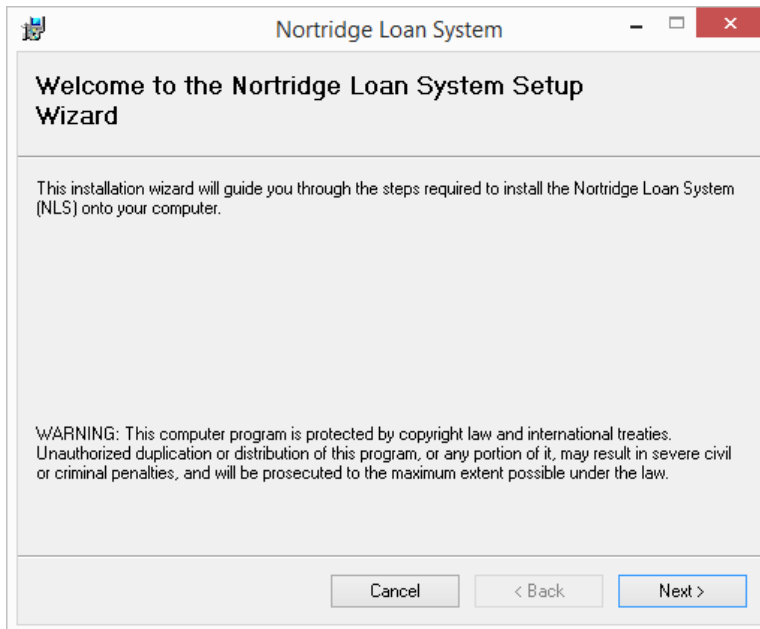 Nortridge Loan System
Welcome to the Nortridge Loan System Setup
Wizard
This installation wizard will guide you through the steps required to install the Nortridge Loan System
(NLS) onto your computer.
WARNING: This computer program is protected by copyright law and international treaties.
Unauthorized duplication or distribution of this program, or any portion of it, may result in severe civil
or criminal penalties, and will be prosecuted to the maximum extent possible under the law.
Cancel < Back Next >